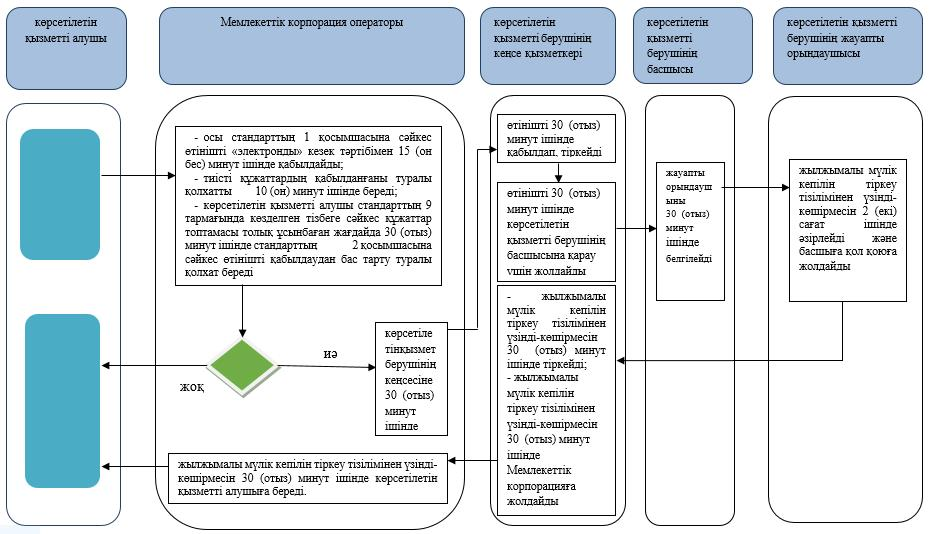 көрсетілетін
қызметті алушы
Мемлекеттік корпорация операторы
көрсетілетін
қызметті берушінің
кеңсе қызметкері
көрсетілетін
қызметті
берушінің
басшысы
көрсетілетін қызметті
берушінің жауапты
орындаушысы
- осы стандарттың 1 қосымшасына сәйкес
өтінішті «электронды» кезек тәртібімен 15 (он
бес) минут ішінде қабылдайды;
- тиісті құжаттардың қабылданғаны туралы
қолхатты 10 (он) минут ішінде береді;
- көрсетілетін қызметті алушы стандарттың 9
тармағында көзделген тізбеге сәйкес құжаттар
топтамасы толық ұсынбаған жағдайда 30 (отыз)
минут ішінде стандарттың 2 қосымшасына
сәйкес өтінішті қабылдаудан бас тарту туралы
қолхат береді
иә
жоқ
көрсетіле
тінқызмет
берушінің
кеңсесіне
30 (отыз)
минут
ішінде
жылжымалы мүлік кепілін тіркеу тізілімінен үзінді-
көшірмесін 30 (отыз) минут ішінде көрсетілетін
қызметті алушыға береді.
өтінішті 30 (отыз)
минут ішінде
қабылдап, тіркейді
өтінішті 30 (отыз)
минут ішінде
көрсетілетін
қызметті берушінің
басшысына қарау
үшін жолдайды
- жылжымалы
мүлік кепілін
тіркеу тізілімінен
үзінді-көшірмесін
30 (отыз) минут
ішінде тіркейді;
- жылжымалы
мүлік кепілін
тіркеу тізілімінен
үзінді-көшірмесін
30 (отыз) минут
ішінде
Мемлекеттік
корпорацияға
жолдайды
жауапты
орындауш
ыны
30 (отыз)
минут
ішінде
белгілейді
жылжымалы мүлік
кепілін тіркеу
тізілімінен үзінді-
көшірмесін 2 (екі)
сағат ішінде
әзірлейді және
басшыға қол қоюға
жолдайды